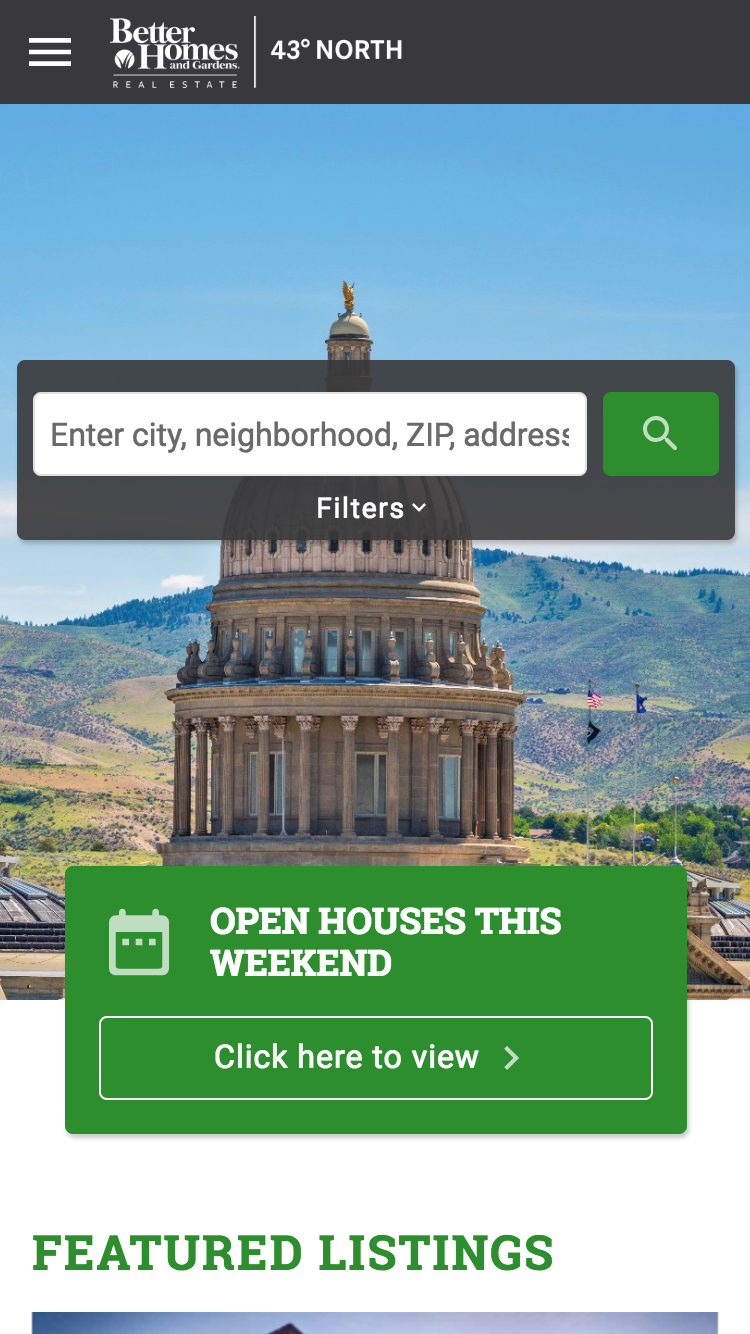 Better
Homes
and Gardens
REAL ESTATE
43° NORTH
Enter city, neighborhood, ZIP, address
Filters
OPEN HOUSES THIS
WEEKEND
Click here to view
FEATURED LISTINGS